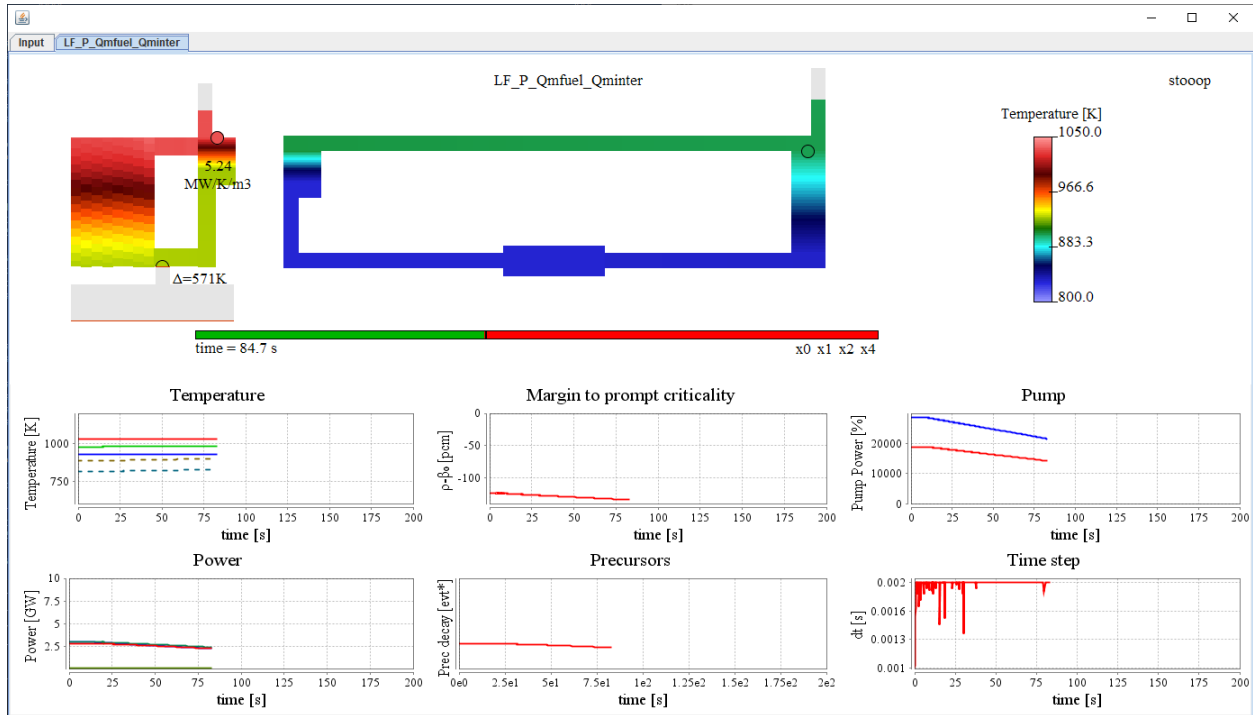 Input LF_P_Qmfuel_Qminter
LF_P_Qmfuel_Qminter
stooop
Temperature [K]
1050.0
966.6
883.3
800.0
5.24
MW/K/m3
Δ=571K
time = 84.7 s
x0 x1 x2 x4
Temperature
Temperature [K]
1000
750
0 25 50 75 100 125 150 175 200
time [s]
Margin to prompt criticality
ρ-β₀ [pcm]
0
-50
-100
0 25 50 75 100 125 150 175 200
time [s]
Pump
Pump Power [%]
20000
10000
0
0 25 50 75 100 125 150 175 200
time [s]
Power
Power [GW]
10
7.5
5
2.5
0 25 50 75 100 125 150 175 200
time [s]
Precursors
Prec decay [evt*]
0e0 2.5e1 5e1 7.5e1 1e2 1.25e2 1.5e2 1.75e2 2e2
time [s]
Time step
dt [s]
0.002
0.0016
0.0013
0.001
0 25 50 75 100 125 150 175 200
time [s]